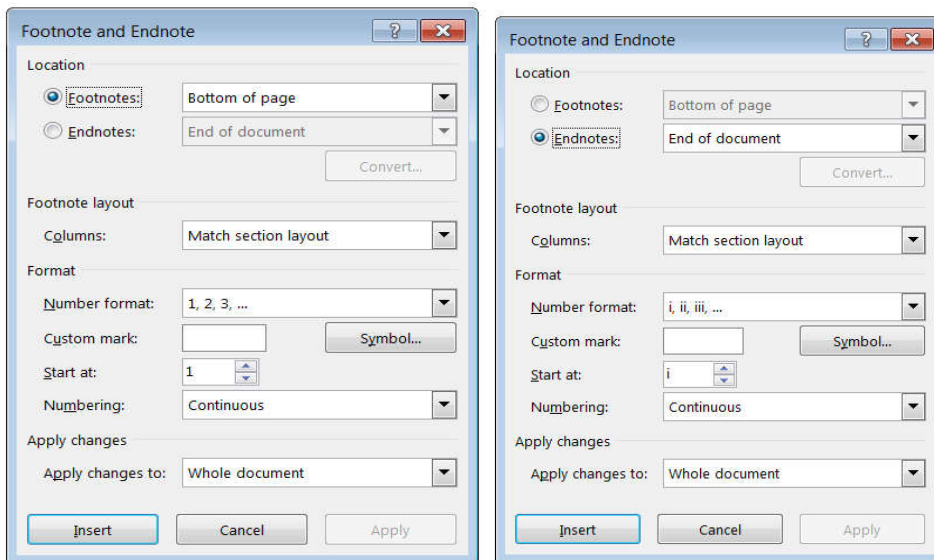 Footnote and Endnote
Location
Footnotes: Bottom of page
Endnotes: End of document
Convert...
Footnote layout
Columns: Match section layout
Format
Number format: 1, 2, 3, ...
Custom mark: Symbol...
Start at: 1
Numbering: Continuous
Apply changes
Apply changes to: Whole document
Insert Cancel Apply
Footnote and Endnote
Location
Footnotes: Bottom of page
Endnotes: End of document
Convert...
Footnote layout
Columns: Match section layout
Format
Number format: i, ii, iii, ...
Custom mark: Symbol...
Start at: i
Numbering: Continuous
Apply changes
Apply changes to: Whole document
Insert Cancel Apply